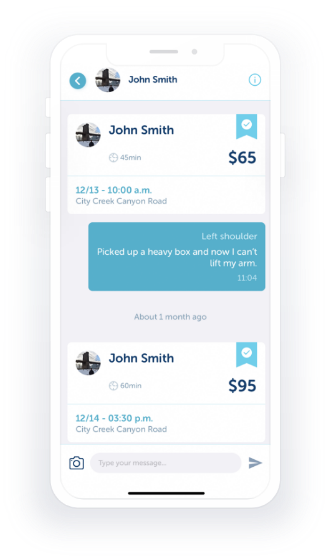 John Smith
John Smith
45min
$65
12/13 - 10:00 a.m.
City Creek Canyon Road
Left shoulder
Picked up a heavy box and now I can't
lift my arm.
11:04
About 1 month ago
John Smith
60min
$95
12/14 - 03:30 p.m.
City Creek Canyon Road
Type your message...